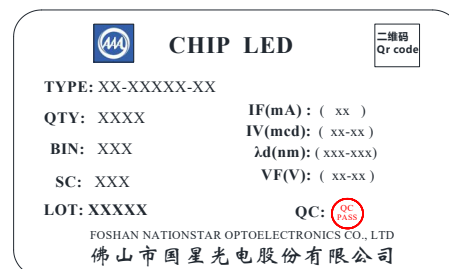 CHIP LED
二维码
Qr code
TYPE: XX-XXXXX-XX
QTY: XXXX
BIN: XXX
SC: XXX
LOT: XXXXX
IF(mA) : ( xx )
IV(mcd): ( xx-xx )
λd(nm): ( xxx-xxx)
VF(V): ( xx-xx )
QC: QC
PASS
FOSHAN NATIONSTAR OPTOELECTRONICS CO., LTD
佛山市国星光电股份有限公司